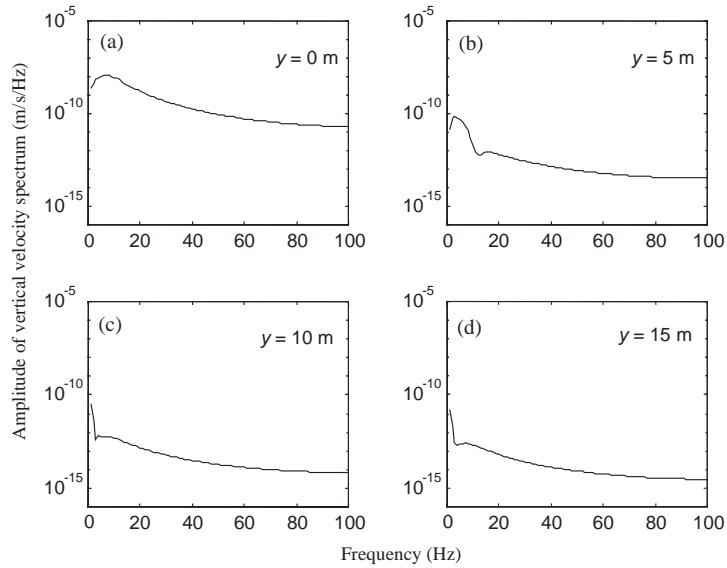 Amplitude of vertical velocity spectrum (m/s/Hz)
10^-5
(a)
y = 0 m
10^-10
10^-15
0 20 40 60 80 100
10^-5
(b)
y = 5 m
10^-10
10^-15
0 20 40 60 80 100
10^-5
(c)
y = 10 m
10^-10
10^-15
0 20 40 60 80 100
10^-5
(d)
y = 15 m
10^-10
10^-15
0 20 40 60 80 100
Frequency (Hz)